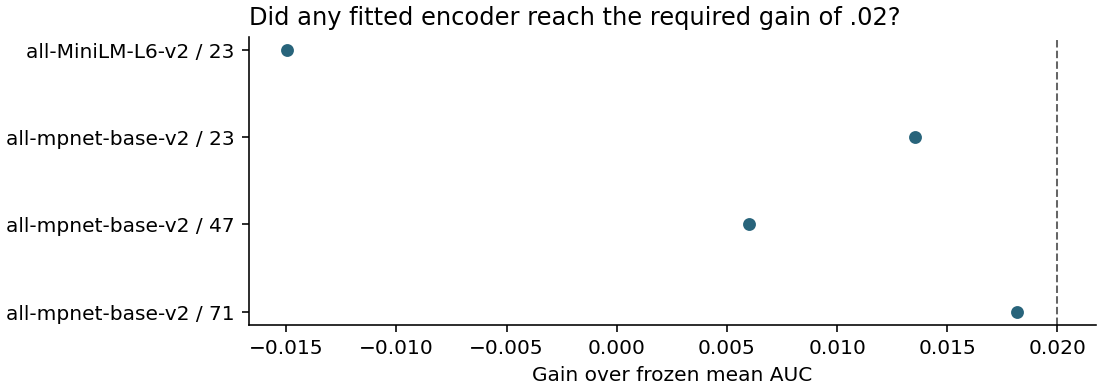 Did any fitted encoder reach the required gain of .02?
all-MiniLM-L6-v2 / 23
all-mpnet-base-v2 / 23
all-mpnet-base-v2 / 47
all-mpnet-base-v2 / 71
−0.015 −0.010 −0.005 0.000 0.005 0.010 0.015 0.020
Gain over frozen mean AUC